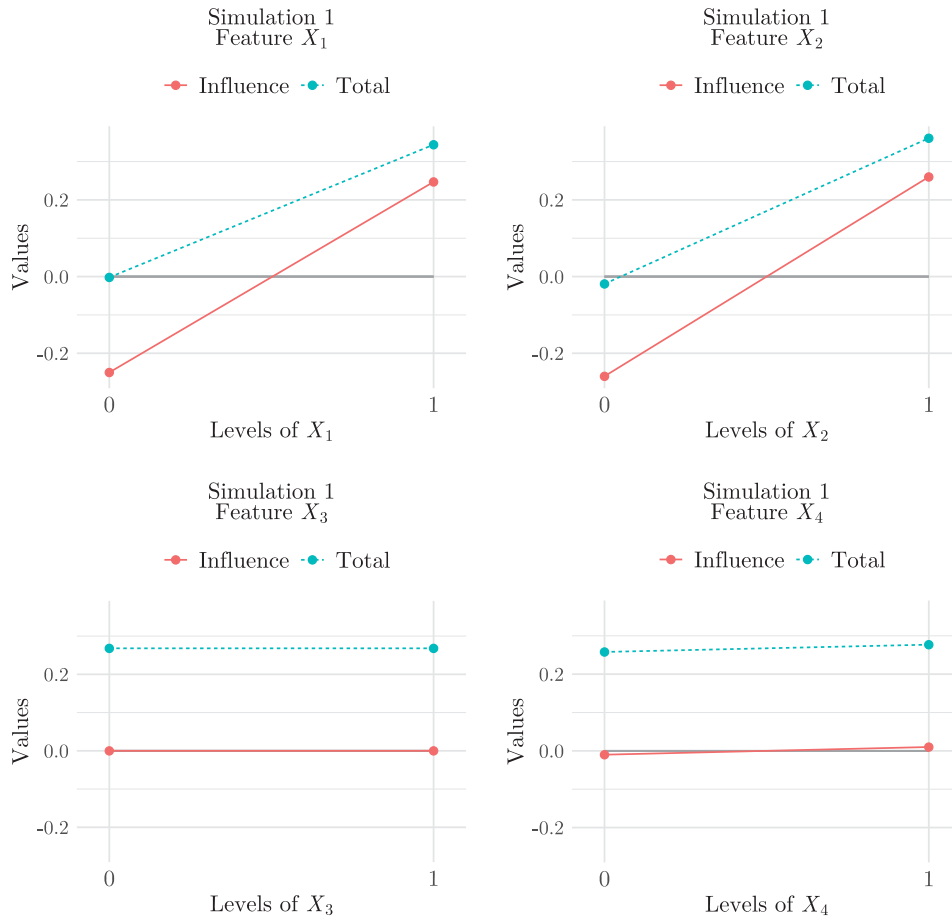 Simulation 1
Feature X₁
Influence Total
Values
0.2
0.0
-0.2
0 1
Levels of X₁
Simulation 1
Feature X₂
Influence Total
Values
0.2
0.0
-0.2
0 1
Levels of X₂
Simulation 1
Feature X₃
Influence Total
Values
0.2
0.0
-0.2
0 1
Levels of X₃
Simulation 1
Feature X₄
Influence Total
Values
0.2
0.0
-0.2
0 1
Levels of X₄